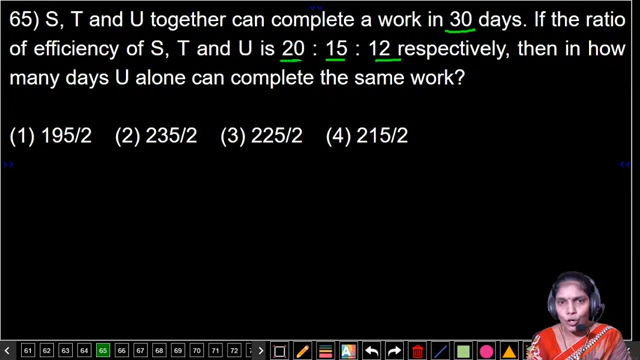 65) S, T and U together can complete a work in 30 days. If the ratio
of efficiency of S, T and U is 20 : 15 : 12 respectively, then in how
many days U alone can complete the same work?
(1) 195/2 (2) 235/2 (3) 225/2 (4) 215/2
61 62 63 64 65 66 67 68 69 70 71 72 7